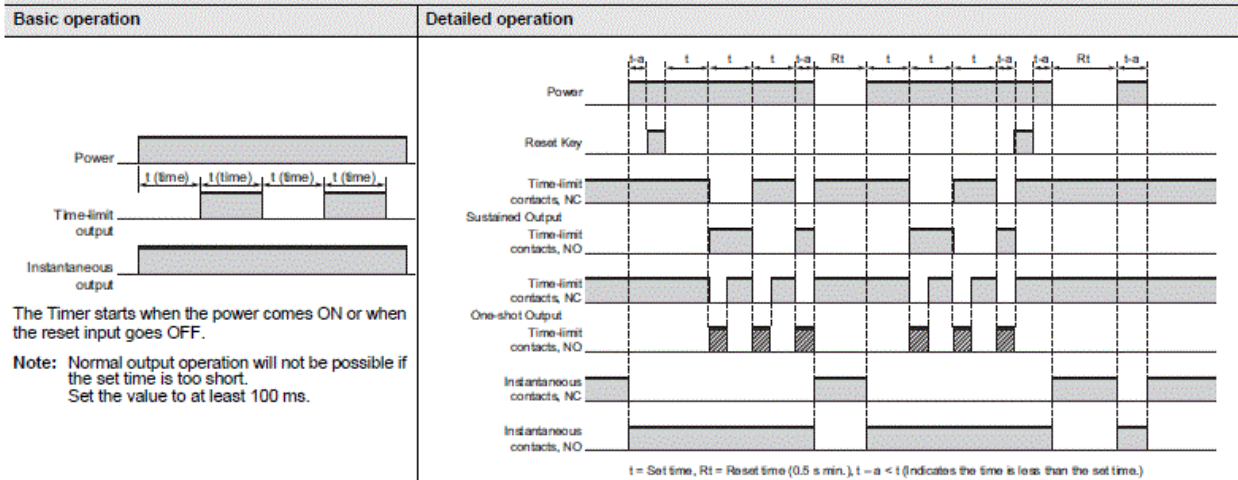 Basic operation
Detailed operation
Power
t (time) t (time) t (time) t (time)
Time-limit
output
Instantaneous
output
The Timer starts when the power comes ON or when
the reset input goes OFF.
Note: Normal output operation will not be possible if
the set time is too short.
Set the value to at least 100 ms.
t-a t t t t-a Rt t t t t-a t-a Rt t-a
Power
Reset Key
Time-limit
contacts, NC
Sustained Output
Time-limit
contacts, NO
Time-limit
contacts, NC
One-shot Output
Time-limit
contacts, NO
Instantaneous
contacts, NC
Instantaneous
contacts, NO
t = Set time, Rt = Reset time (0.5 s min.), t – a < t (Indicates the time is less than the set time.)